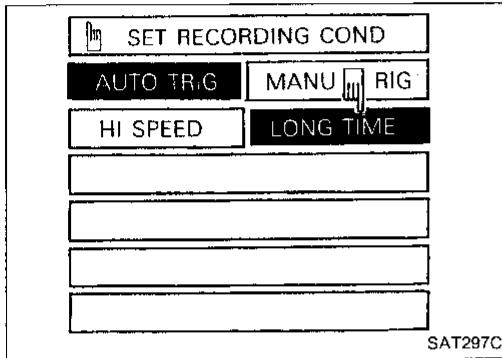 SET RECORDING COND
AUTO TRIG MANU RIG
HI SPEED LONG TIME
SAT297C